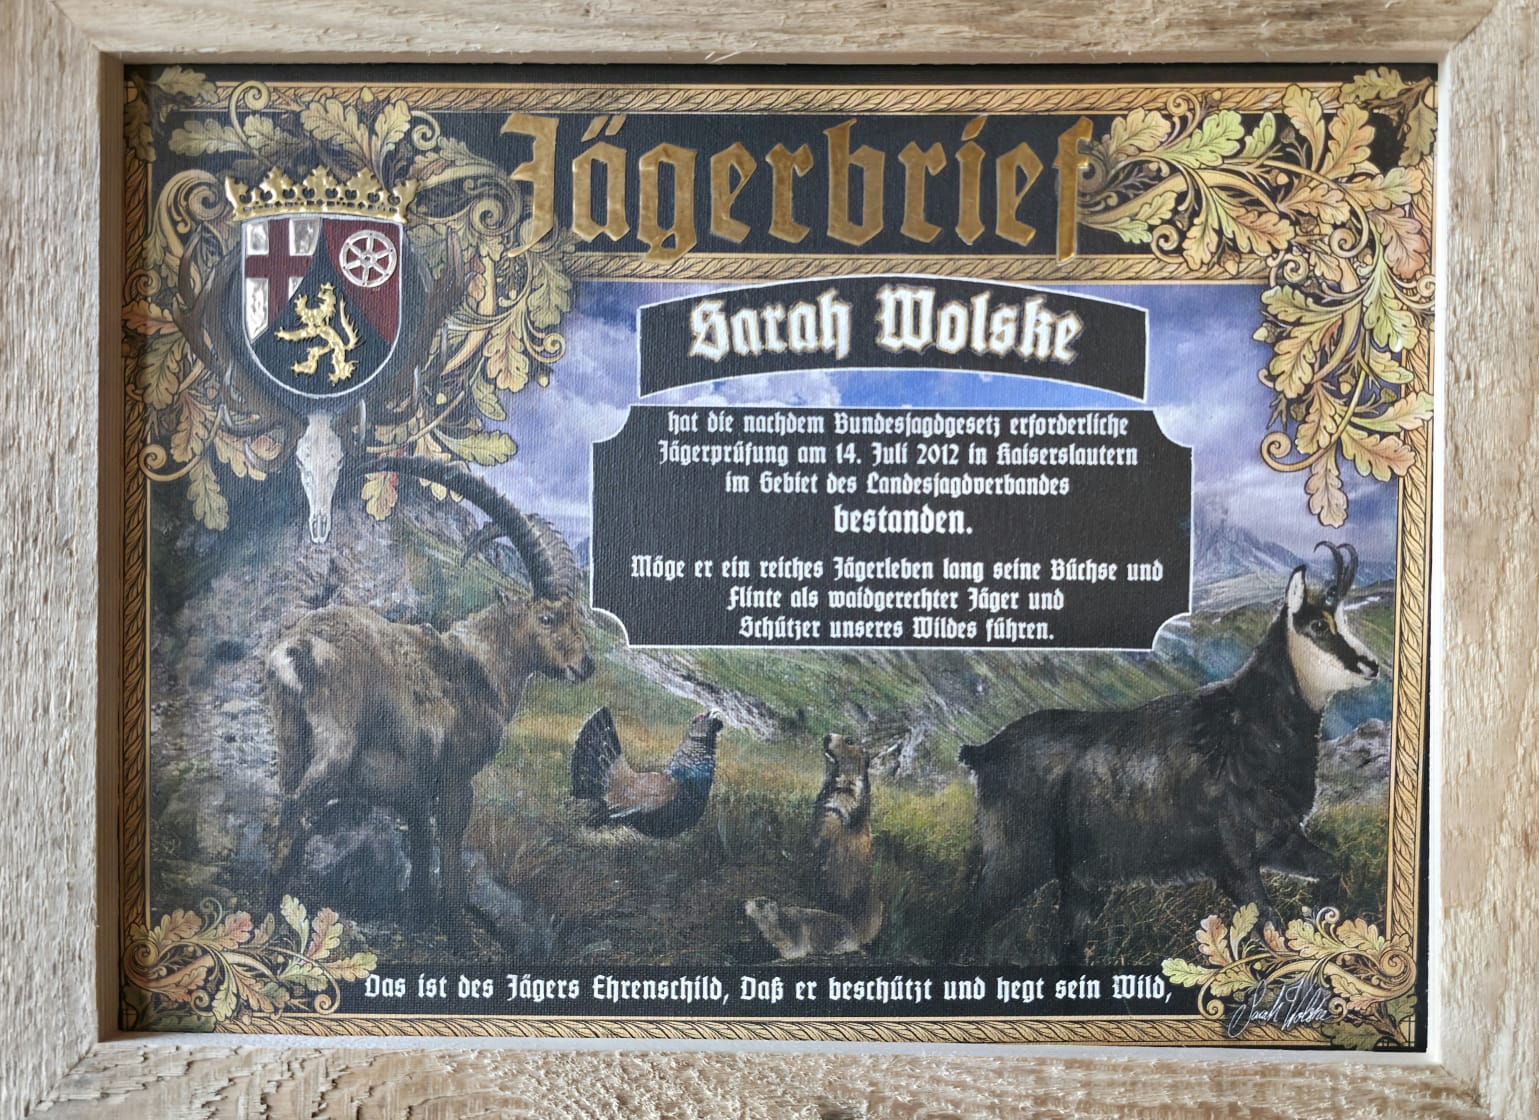 Jägerbrief
Sarah Wolske
hat die nachdem Bundesjagdgesetz erforderliche
Jägerprüfung am 14. Juli 2012 in Kaiserslautern
im Gebiet des Landesjagdverbandes
bestanden.
Möge er ein reiches Jägerleben lang seine Büchse und
Flinte als waidgerechter Jäger und
Schützer unseres Wildes führen.
Das ist des Jägers Ehrenschild, Daß er beschützt und hegt sein Wild,
Sarah Wolske